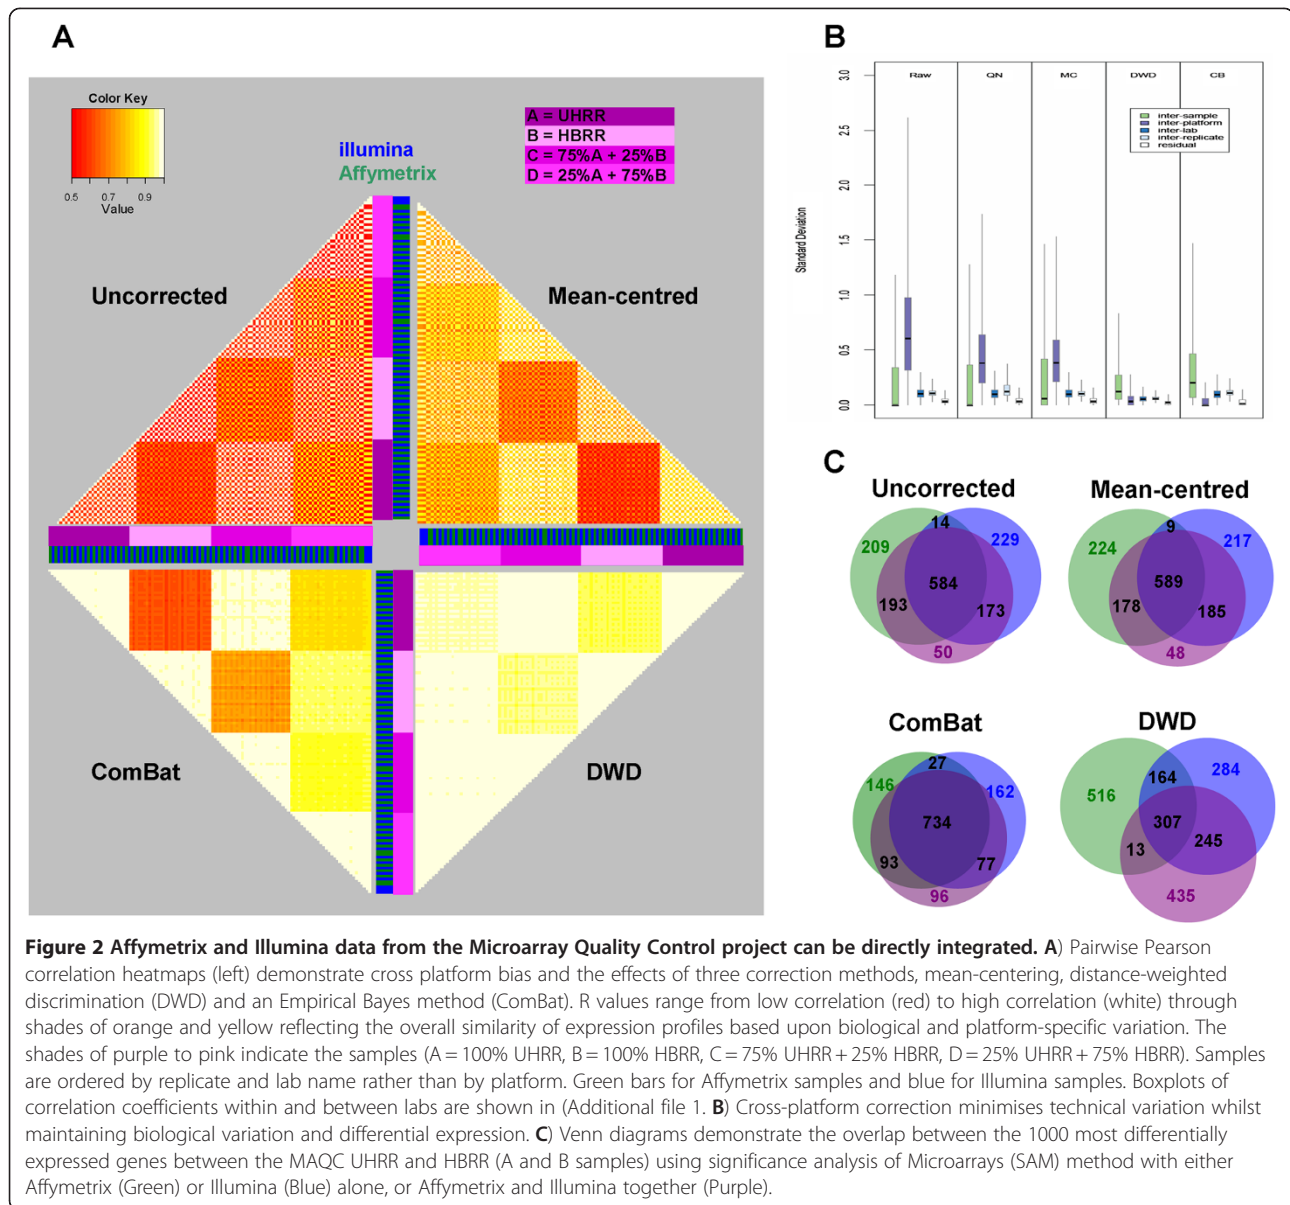 A
Color Key
0.5 0.7 0.9
Value
illumina
Affymetrix
A = UHRR
B = HBRR
C = 75%A + 25%B
D = 25%A + 75%B
Uncorrected
Mean-centred
ComBat
DWD
B
Raw QN MC DWD CB
inter-sample
inter-platform
inter-lab
inter-replicate
residual
Standard Deviation
3.0
2.5
2.0
1.5
1.0
0.5
0.0
C
Uncorrected
14
209
229
584
193
173
50
Mean-centred
9
224
217
589
178
185
48
ComBat
27
146
162
734
93
77
96
DWD
164
284
516
307
13
245
435
Figure 2 Affymetrix and Illumina data from the Microarray Quality Control project can be directly integrated. A) Pairwise Pearson
correlation heatmaps (left) demonstrate cross platform bias and the effects of three correction methods, mean-centering, distance-weighted
discrimination (DWD) and an Empirical Bayes method (ComBat). R values range from low correlation (red) to high correlation (white) through
shades of orange and yellow reflecting the overall similarity of expression profiles based upon biological and platform-specific variation. The
shades of purple to pink indicate the samples (A = 100% UHRR, B = 100% HBRR, C = 75% UHRR + 25% HBRR, D = 25% UHRR + 75% HBRR). Samples
are ordered by replicate and lab name rather than by platform. Green bars for Affymetrix samples and blue for Illumina samples. Boxplots of
correlation coefficients within and between labs are shown in (Additional file 1. B) Cross-platform correction minimises technical variation whilst
maintaining biological variation and differential expression. C) Venn diagrams demonstrate the overlap between the 1000 most differentially
expressed genes between the MAQC UHRR and HBRR (A and B samples) using significance analysis of Microarrays (SAM) method with either
Affymetrix (Green) or Illumina (Blue) alone, or Affymetrix and Illumina together (Purple).